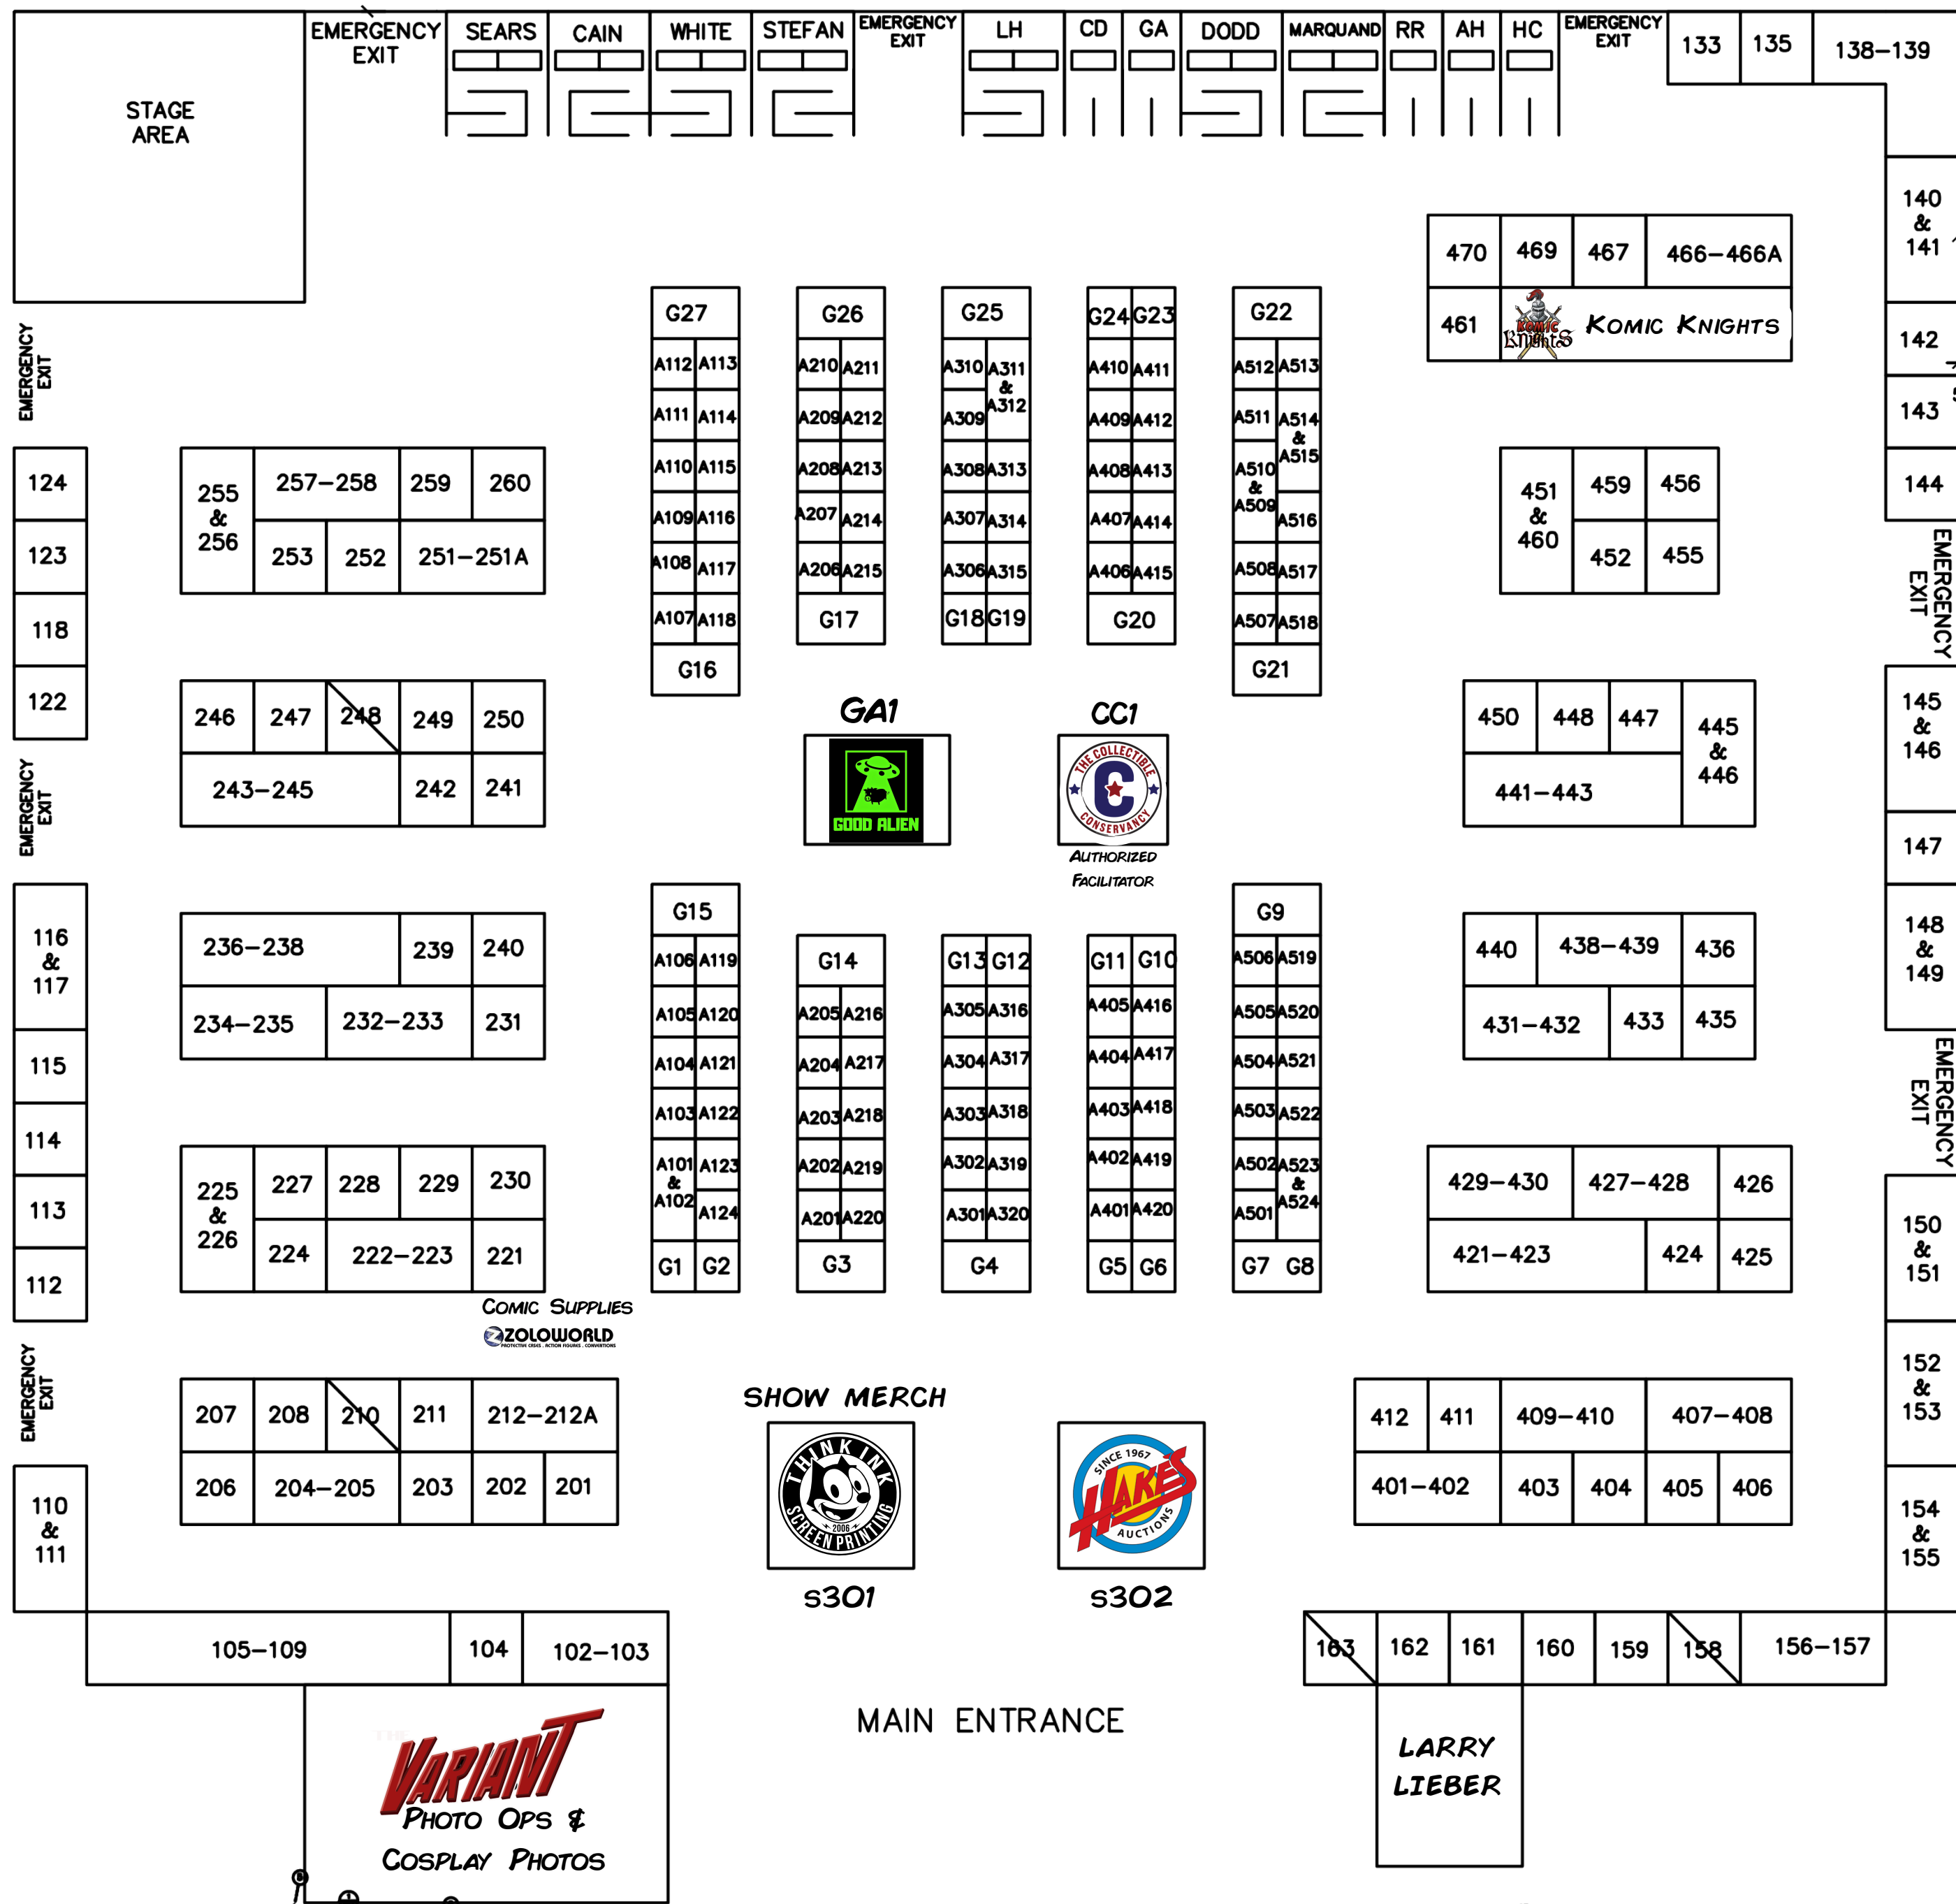 EMERGENCY
EXIT
SEARS
CAIN
WHITE
STEFAN
EMERGENCY
EXIT
LH
CD
GA
DODD
MARQUAND
RR
AH
HC
EMERGENCY
EXIT
133
135
138-139
STAGE
AREA
140
&
141
470
469
467
466-466A
461
KOMIC
KNIGHTS
KOMIC KNIGHTS
142
143
144
EMERGENCY
EXIT
G27
A112 A113
A111 A114
A110 A115
A109 A116
A108 A117
A107 A118
G16
G26
A210 A211
A209 A212
A208 A213
A207 A214
A206 A215
G17
G25
A310 A311
&
A312
A309
A308 A313
A307 A314
A306 A315
G18 G19
G24 G23
A410 A411
A409 A412
A408 A413
A407 A414
A406 A415
G20
G22
A512 A513
A511 A514
&
A515
A510
&
A509
A516
A508 A517
A507 A518
G21
EMERGENCY
EXIT
124
123
118
122
255
&
256
257-258
259
260
253
252
251-251A
451
&
460
459
456
452
455
246
247
248
249
250
243-245
242
241
GA1
GOOD ALIEN
CC1
THE COLLECTIBLE
C
CONSERVANCY
AUTHORIZED
FACILITATOR
450
448
447
445
&
446
441-443
145
&
146
147
EMERGENCY
EXIT
116
&
117
115
114
113
112
236-238
239
240
234-235
232-233
231
G15
A106 A119
A105 A120
A104 A121
A103 A122
A101
&
A102
A123
A124
G1 G2
G14
A205 A216
A204 A217
A203 A218
A202 A219
A201 A220
G3
G13 G12
A305 A316
A304 A317
A303 A318
A302 A319
A301 A320
G4
G11 G10
A405 A416
A404 A417
A403 A418
A402 A419
A401 A420
G5 G6
G9
A506 A519
A505 A520
A504 A521
A503 A522
A502 A523
&
A524
A501
G7 G8
440
438-439
436
431-432
433
435
148
&
149
EMERGENCY
EXIT
225
&
226
227
228
229
230
224
222-223
221
429-430
427-428
426
421-423
424
425
150
&
151
152
&
153
154
&
155
COMIC SUPPLIES
ZOLOWORLD
PROTECTIVE CASES . ACTION FIGURES . CONVENTIONS
EMERGENCY
EXIT
207
208
210
211
212-212A
206
204-205
203
202
201
SHOW MERCH
THINK INK
2006
SCREEN PRINTING
S301
SINCE 1967
HAKE'S
AUCTIONS
S302
412
411
409-410
407-408
401-402
403
404
405
406
110
&
111
105-109
104
102-103
163
162
161
160
159
158
156-157
MAIN ENTRANCE
VARIANT
PHOTO OPS &
COSPLAY PHOTOS
LARRY
LIEBER